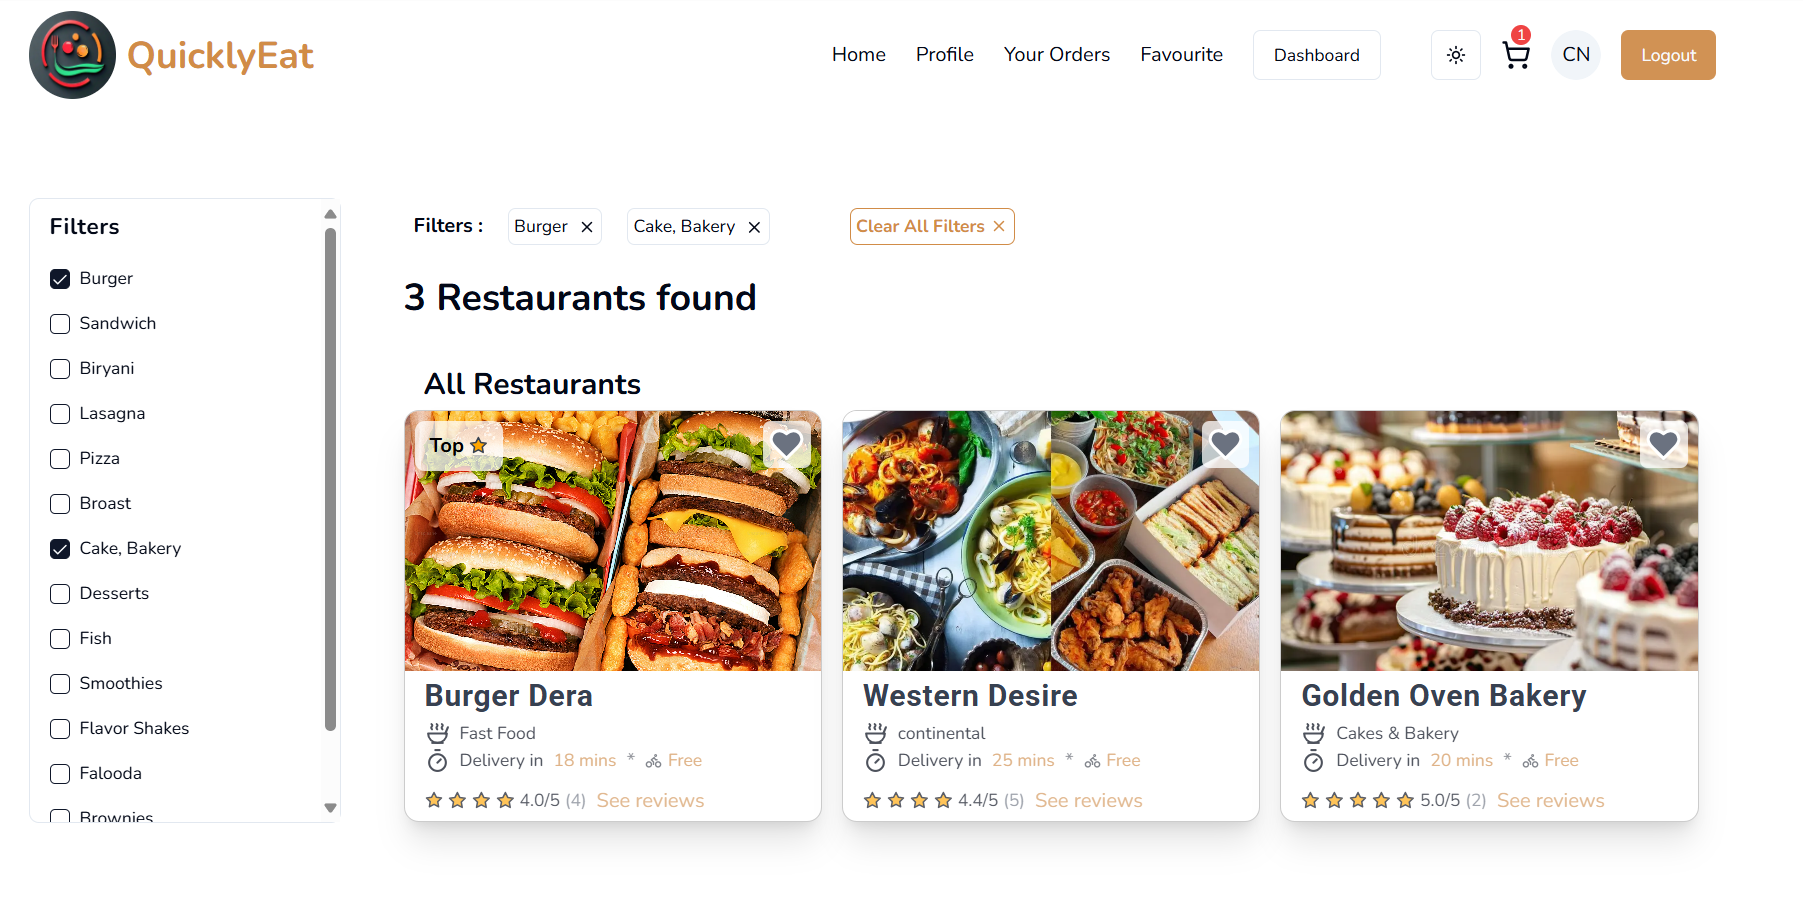 QuicklyEat
Home Profile Your Orders Favourite Dashboard 1 CN Logout
Filters
Burger
Sandwich
Biryani
Lasagna
Pizza
Broast
Cake, Bakery
Desserts
Fish
Smoothies
Flavor Shakes
Falooda
Brownies
Filters : Burger Cake, Bakery Clear All Filters
3 Restaurants found
All Restaurants
Top
Burger Dera
Fast Food
Delivery in 18 mins * Free
4.0/5 (4) See reviews
Western Desire
continental
Delivery in 25 mins * Free
4.4/5 (5) See reviews
Golden Oven Bakery
Cakes & Bakery
Delivery in 20 mins * Free
5.0/5 (2) See reviews